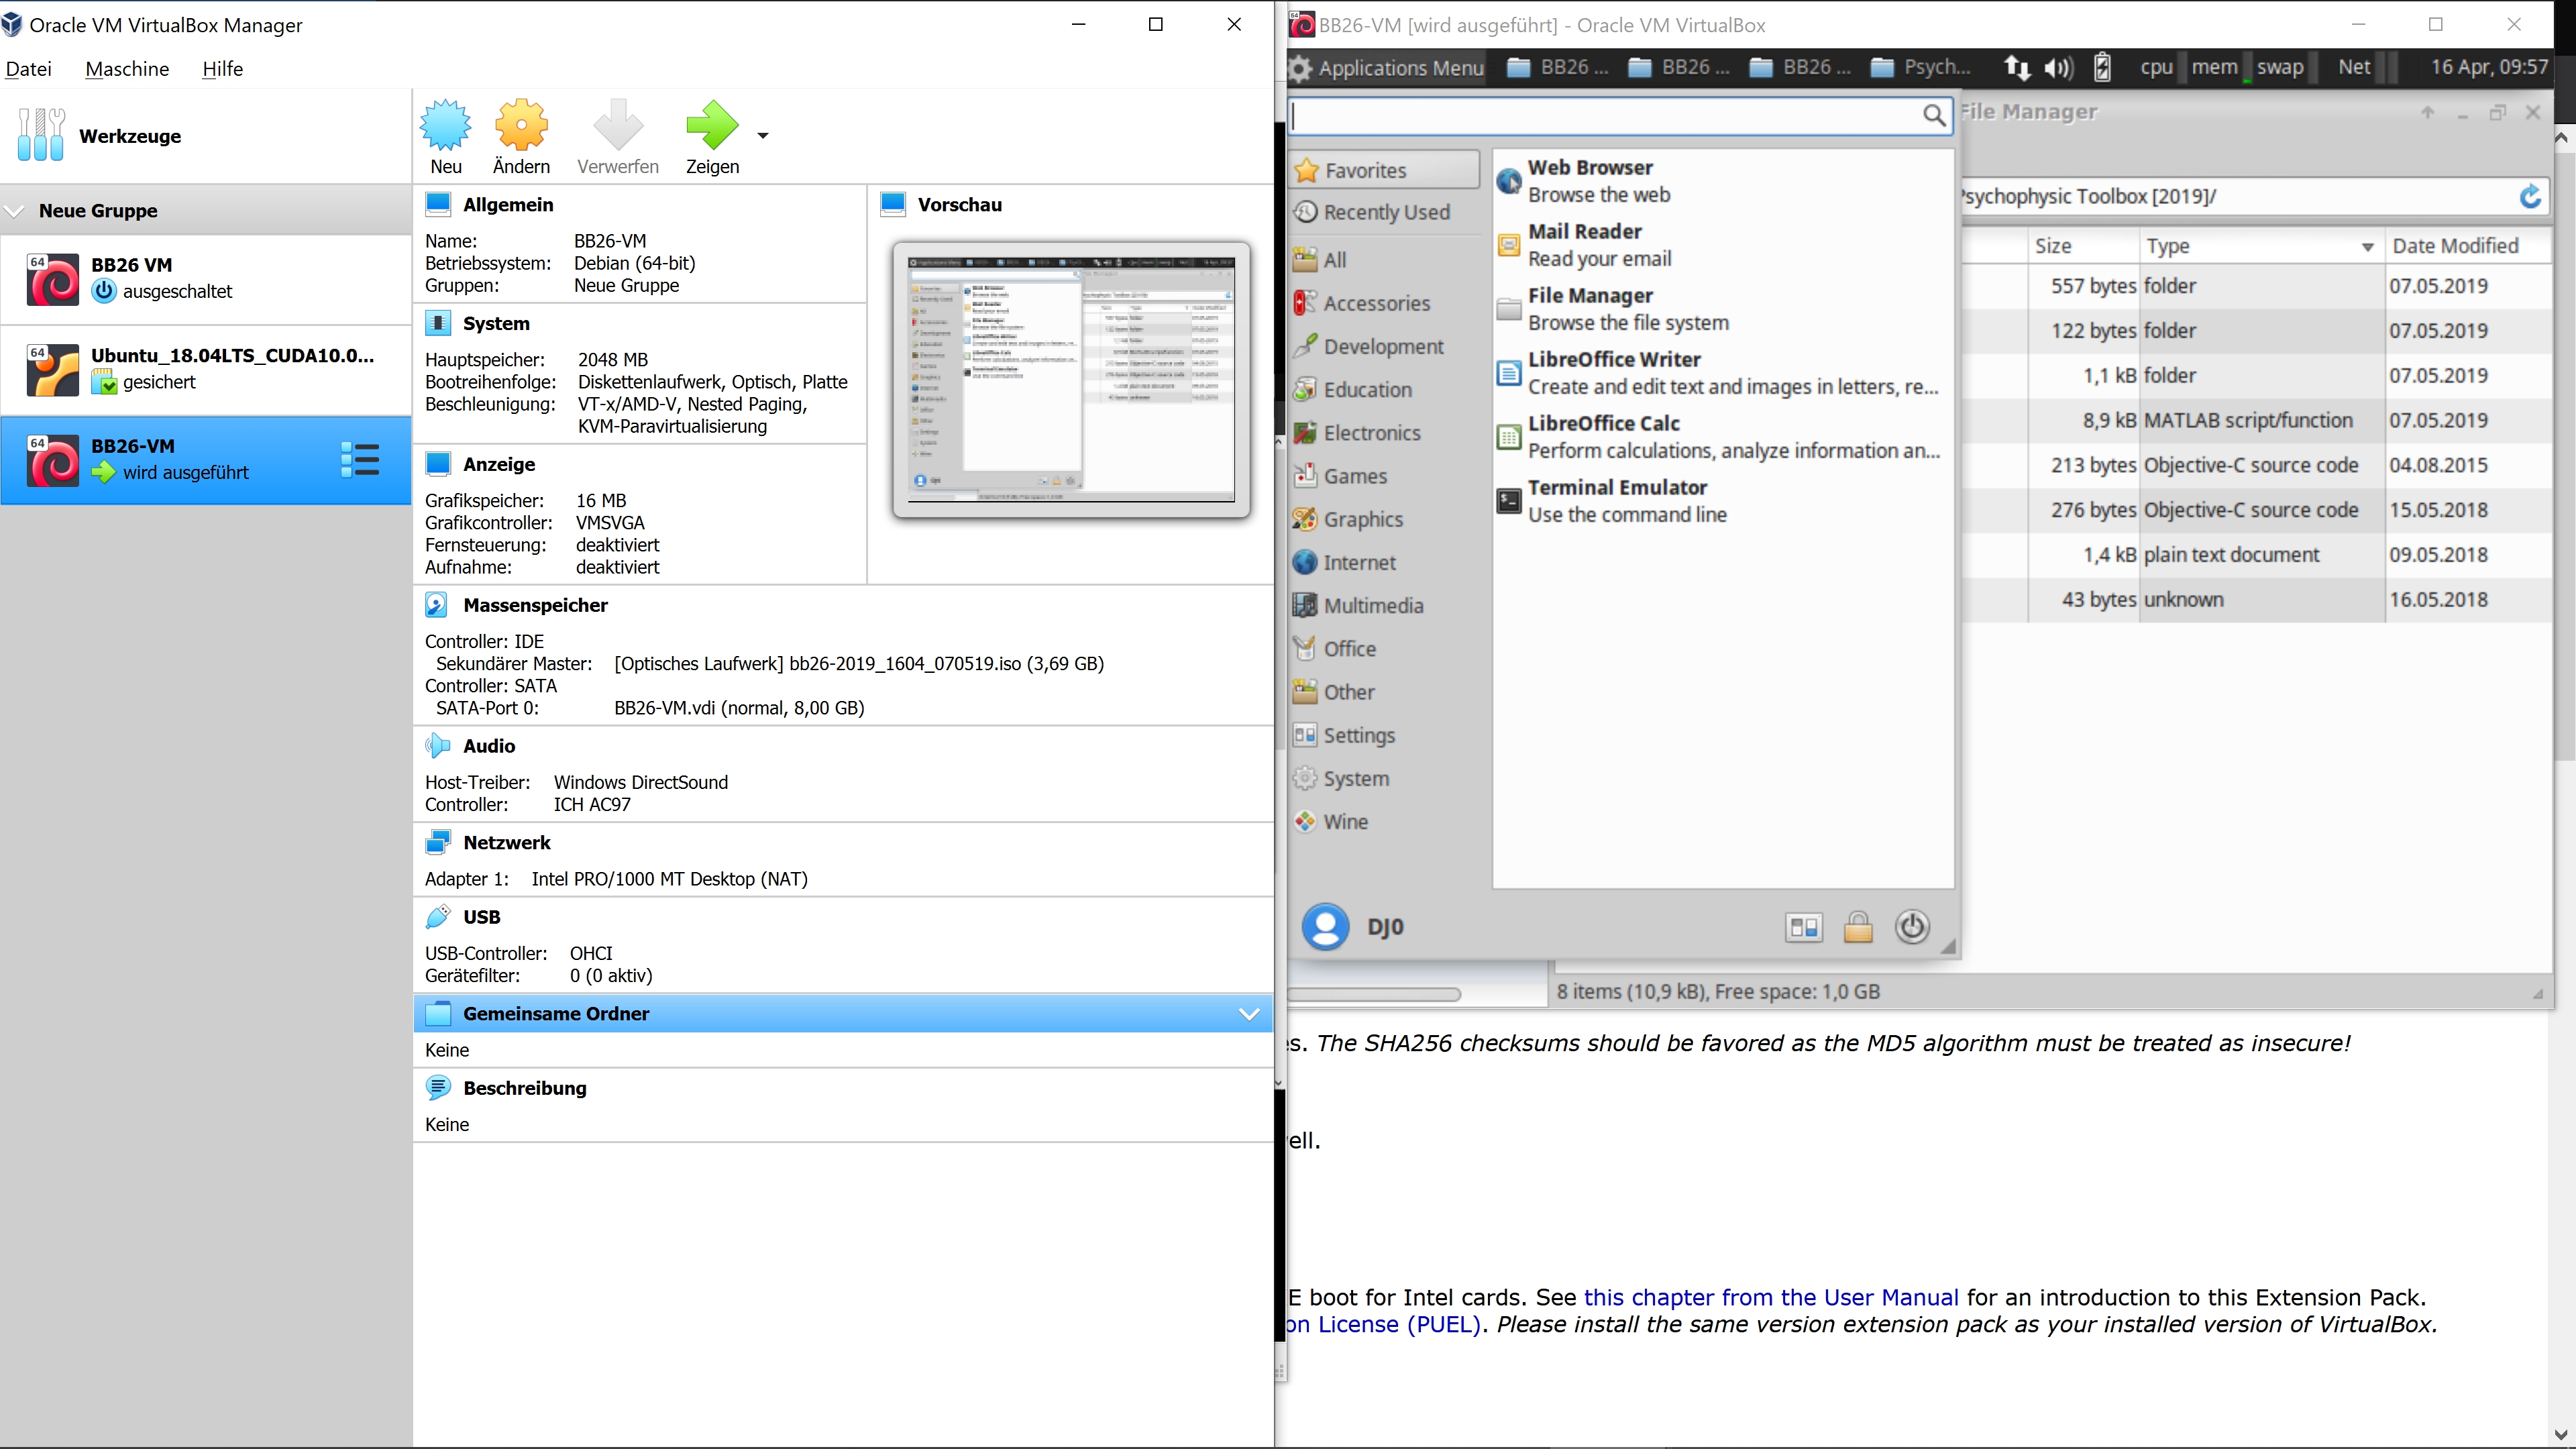 Oracle VM VirtualBox Manager
Datei Maschine Hilfe
Werkzeuge
Neue Gruppe
64
BB26 VM
ausgeschaltet
64
Ubuntu_18.04LTS_CUDA10.0...
gesichert
64
BB26-VM
wird ausgeführt
Neu Ändern Verwerfen Zeigen
Allgemein
Name: BB26-VM
Betriebssystem: Debian (64-bit)
Gruppen: Neue Gruppe
System
Hauptspeicher: 2048 MB
Bootreihenfolge: Diskettenlaufwerk, Optisch, Platte
Beschleunigung: VT-x/AMD-V, Nested Paging,
KVM-Paravirtualisierung
Anzeige
Grafikspeicher: 16 MB
Grafikcontroller: VMSVGA
Fernsteuerung: deaktiviert
Aufnahme: deaktiviert
Vorschau
Massenspeicher
Controller: IDE
Sekundärer Master: [Optisches Laufwerk] bb26-2019_1604_070519.iso (3,69 GB)
Controller: SATA
SATA-Port 0: BB26-VM.vdi (normal, 8,00 GB)
Audio
Host-Treiber: Windows DirectSound
Controller: ICH AC97
Netzwerk
Adapter 1: Intel PRO/1000 MT Desktop (NAT)
USB
USB-Controller: OHCI
Gerätefilter: 0 (0 aktiv)
Gemeinsame Ordner
Keine
Beschreibung
Keine
64
BB26-VM [wird ausgeführt] - Oracle VM VirtualBox
Applications Menu BB26 ... BB26 ... BB26 ... Psych... cpu mem swap Net 16 Apr, 09:57
File Manager
Psychophysic Toolbox [2019]/
Favorites
Recently Used
All
Accessories
Development
Education
Electronics
Games
Graphics
Internet
Multimedia
Office
Other
Settings
System
Wine
Web Browser
Browse the web
Mail Reader
Read your email
File Manager
Browse the file system
LibreOffice Writer
Create and edit text and images in letters, re...
LibreOffice Calc
Perform calculations, analyze information an...
Terminal Emulator
Use the command line
DJ0
Size Type Date Modified
557 bytes folder 07.05.2019
122 bytes folder 07.05.2019
1,1 kB folder 07.05.2019
8,9 kB MATLAB script/function 07.05.2019
213 bytes Objective-C source code 04.08.2015
276 bytes Objective-C source code 15.05.2018
1,4 kB plain text document 09.05.2018
43 bytes unknown 16.05.2018
8 items (10,9 kB), Free space: 1,0 GB
es. The SHA256 checksums should be favored as the MD5 algorithm must be treated as insecure!
ell.
E boot for Intel cards. See this chapter from the User Manual for an introduction to this Extension Pack.
on License (PUEL). Please install the same version extension pack as your installed version of VirtualBox.